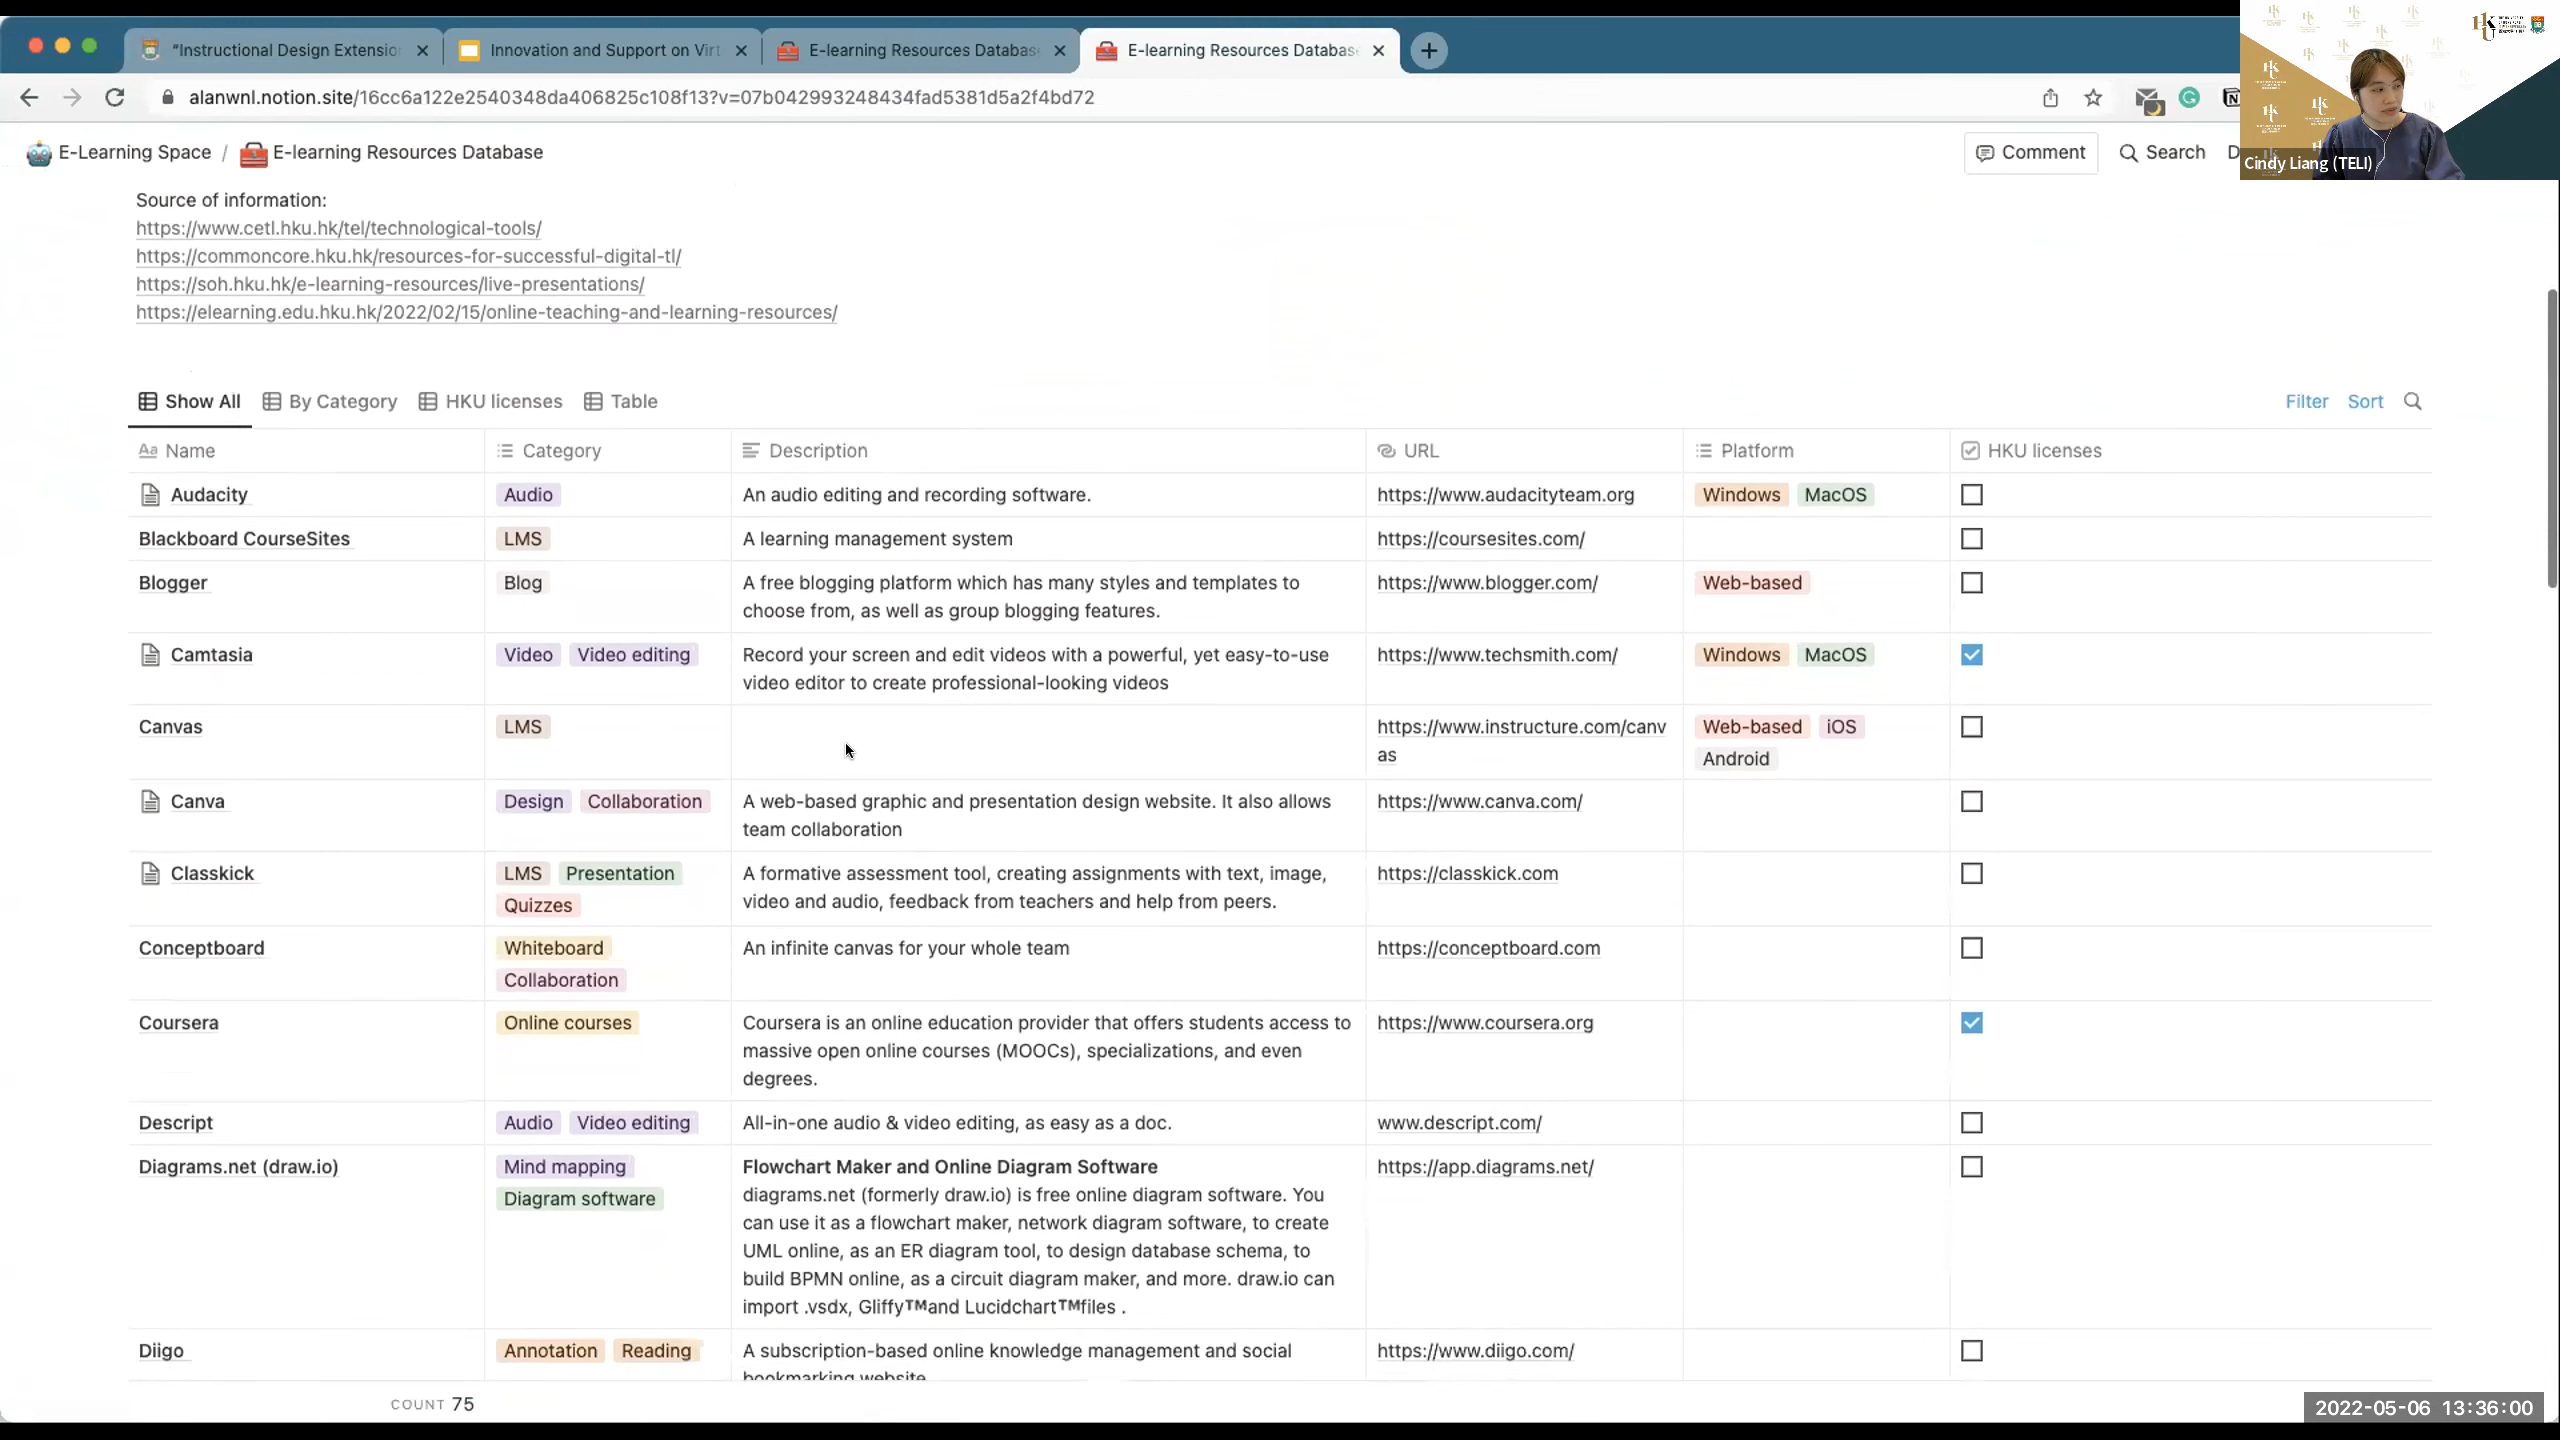 "Instructional Design Extensio
Innovation and Support on Virt
E-learning Resources Databas
E-learning Resources Databas
alanwnl.notion.site/16cc6a122e2540348da406825c108f13?v=07b042993248434fad5381d5a2f4bd72
E-Learning Space / E-learning Resources Database
Comment
Search
D
Cindy Liang (TELI)
Source of information:
https://www.cetl.hku.hk/tel/technological-tools/
https://commoncore.hku.hk/resources-for-successful-digital-tl/
https://soh.hku.hk/e-learning-resources/live-presentations/
https://elearning.edu.hku.hk/2022/02/15/online-teaching-and-learning-resources/
Show All By Category HKU licenses Table
Filter Sort
Name Category Description URL Platform HKU licenses
Audacity Audio An audio editing and recording software. https://www.audacityteam.org Windows MacOS
Blackboard CourseSites LMS A learning management system https://coursesites.com/
Blogger Blog A free blogging platform which has many styles and templates to https://www.blogger.com/ Web-based
choose from, as well as group blogging features.
Camtasia Video Video editing Record your screen and edit videos with a powerful, yet easy-to-use https://www.techsmith.com/ Windows MacOS
video editor to create professional-looking videos
Canvas LMS https://www.instructure.com/canv Web-based iOS
as Android
Canva Design Collaboration A web-based graphic and presentation design website. It also allows https://www.canva.com/
team collaboration
Classkick LMS Presentation A formative assessment tool, creating assignments with text, image, https://classkick.com
Quizzes video and audio, feedback from teachers and help from peers.
Conceptboard Whiteboard An infinite canvas for your whole team https://conceptboard.com
Collaboration
Coursera Online courses Coursera is an online education provider that offers students access to https://www.coursera.org
massive open online courses (MOOCs), specializations, and even
degrees.
Descript Audio Video editing All-in-one audio & video editing, as easy as a doc. www.descript.com/
Diagrams.net (draw.io) Mind mapping Flowchart Maker and Online Diagram Software https://app.diagrams.net/
Diagram software diagrams.net (formerly draw.io) is free online diagram software. You
can use it as a flowchart maker, network diagram software, to create
UML online, as an ER diagram tool, to design database schema, to
build BPMN online, as a circuit diagram maker, and more. draw.io can
import .vsdx, Gliffy™and Lucidchart™files .
Diigo Annotation Reading A subscription-based online knowledge management and social https://www.diigo.com/
bookmarking website
COUNT 75
2022-05-06 13:36:00